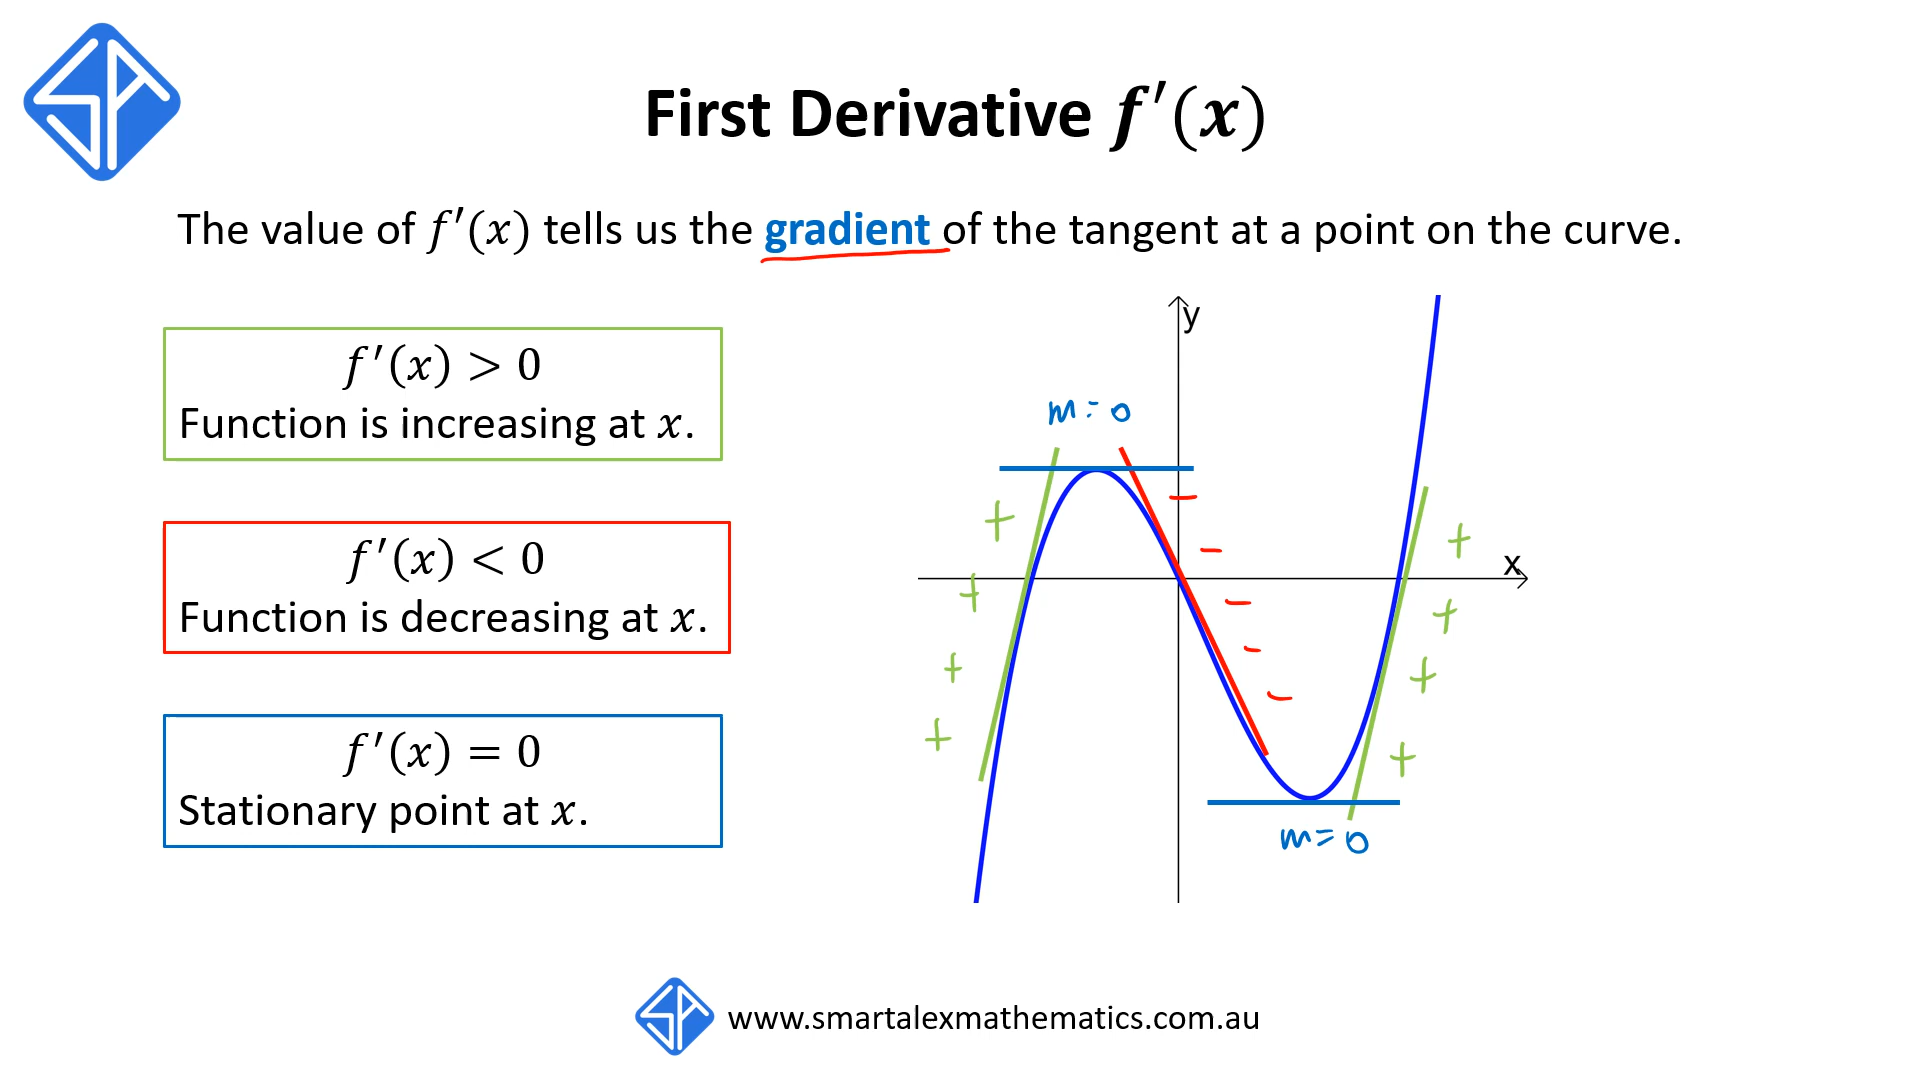 First Derivative f′(x)
The value of f′(x) tells us the gradient of the tangent at a point on the curve.
f′(x) > 0
Function is increasing at x.
f′(x) < 0
Function is decreasing at x.
f′(x) = 0
Stationary point at x.
y
m = 0
+
−
−
+
x
+
−
+
+
−
+
+
−
+
+
m = 0
www.smartalexmathematics.com.au